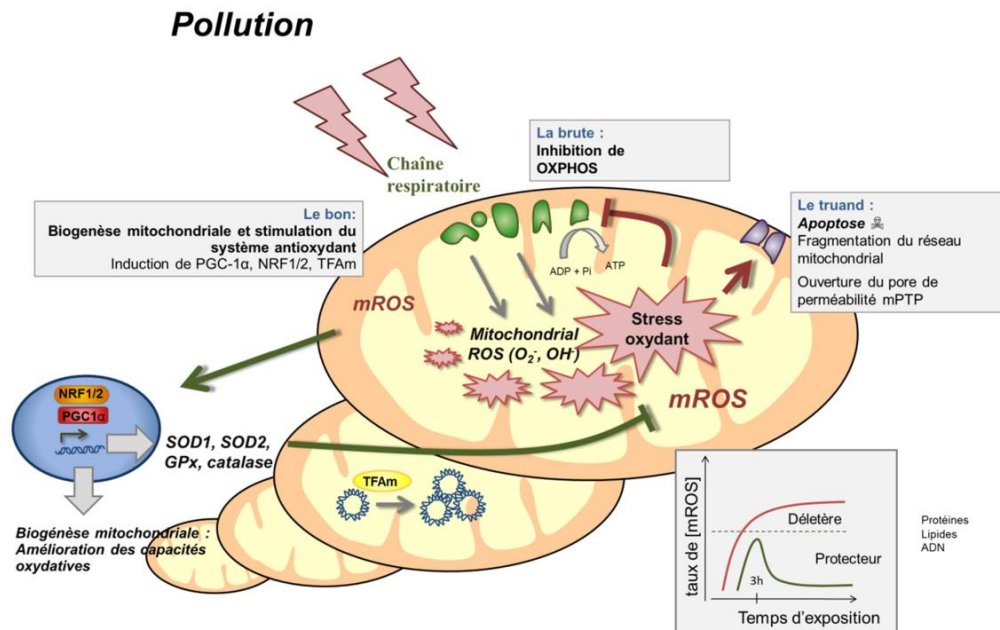 Pollution
Chaîne
respiratoire
La brute :
Inhibition de
OXPHOS
Le bon:
Biogenèse mitochondriale et stimulation du
système antioxydant
Induction de PGC-1α, NRF1/2, TFAm
Le truand :
Apoptose ☠
Fragmentation du réseau
mitochondrial
Ouverture du pore de
perméabilité mPTP
ADP + Pi
ATP
mROS
Mitochondrial
ROS (O₂⁻, OH·)
Stress
oxydant
mROS
NRF1/2
PGC1α
SOD1, SOD2,
GPx, catalase
TFAm
Biogénèse mitochondriale :
Amélioration des capacités
oxydatives
taux de [mROS]
Délétère
Protecteur
3h
Temps d'exposition
Protéines
Lipides
ADN